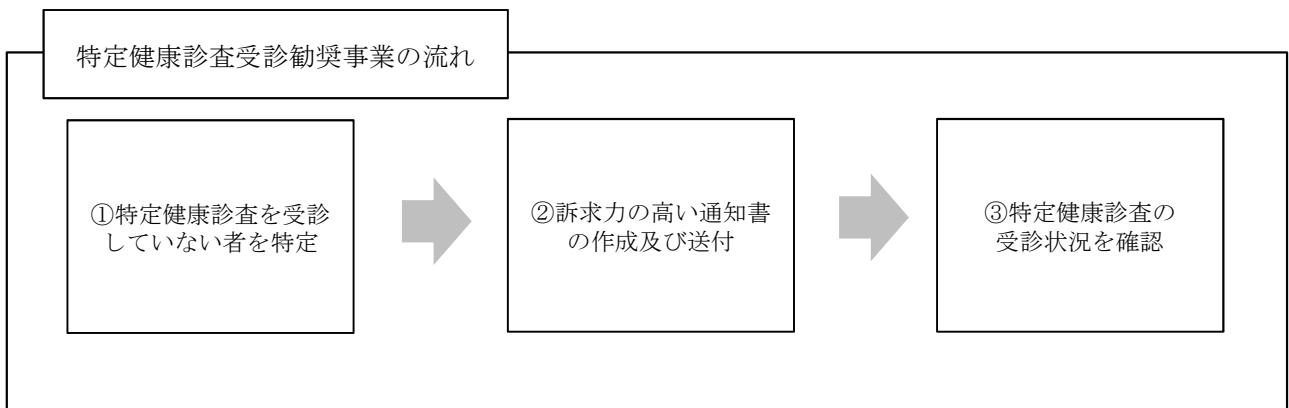 特定健康診査受診勧奨事業の流れ
①特定健康診査を受診
していない者を特定
②訴求力の高い通知書
の作成及び送付
③特定健康診査の
受診状況を確認